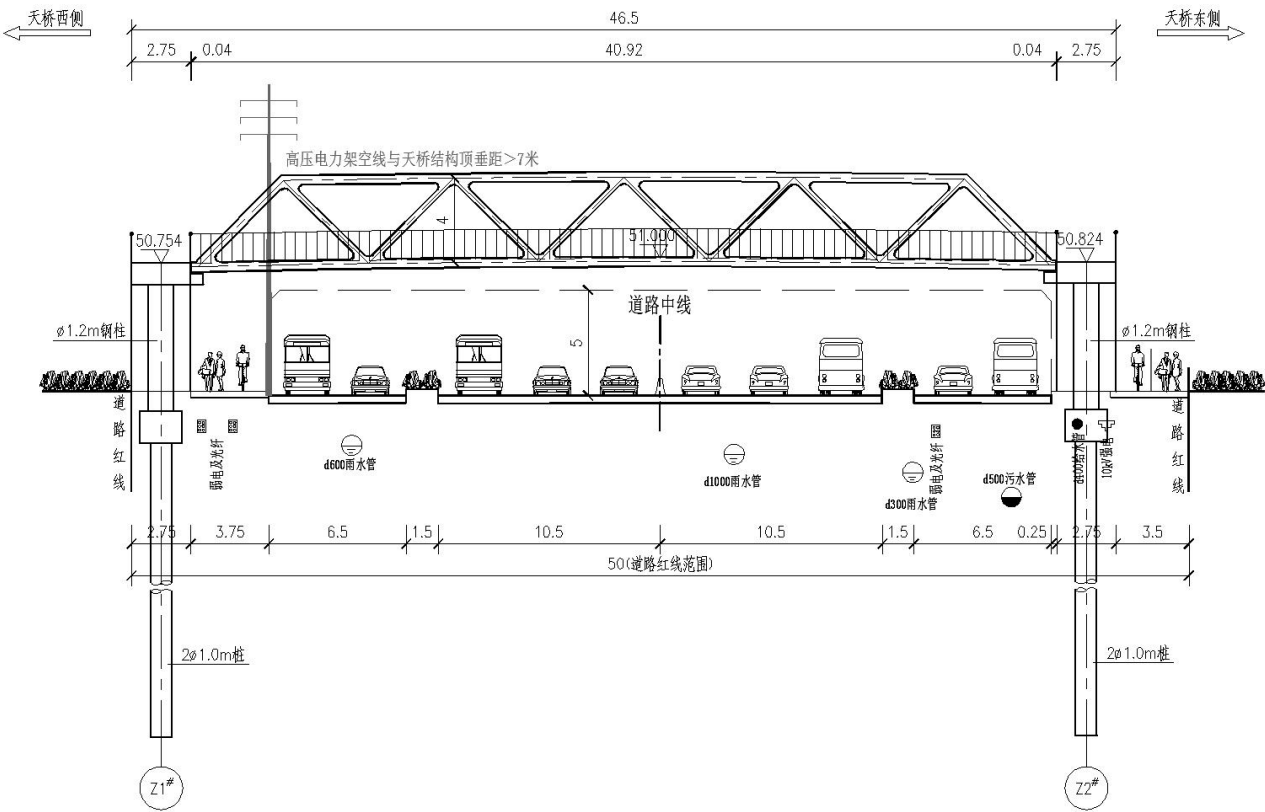 天桥西侧
46.5
天桥东侧
2.75
0.04
40.92
0.04
2.75
高压电力架空线与天桥结构顶垂距>7米
4
50.754
51.000
50.824
道路中线
5
ø1.2m钢柱
ø1.2m钢柱
道路红线
道路红线
弱电及光纤
d600雨水管
d1000雨水管
d300雨水管
弱电及光纤
d500污水管
d400给水管
10kV强电
2.75
3.75
6.5
1.5
10.5
10.5
1.5
6.5
0.25
2.75
3.5
50(道路红线范围)
2ø1.0m桩
2ø1.0m桩
Z1#
Z2#